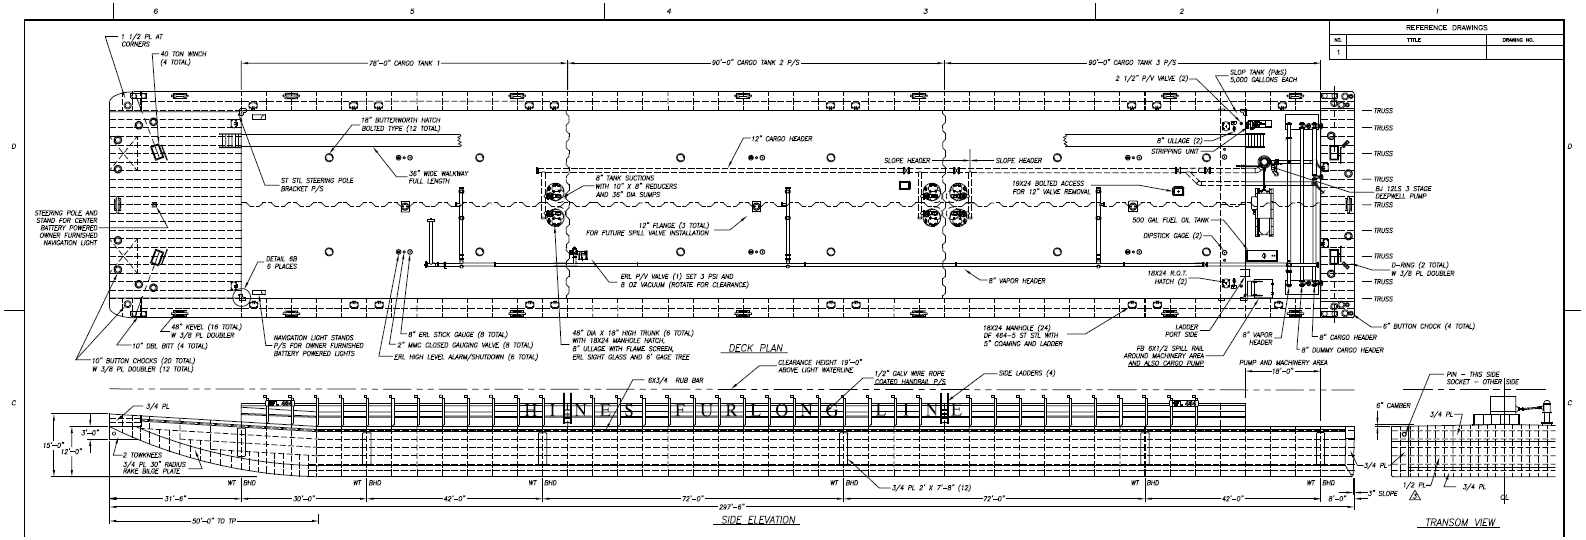 6
5
4
3
2
1
REFERENCE DRAWINGS
NO.
TITLE
DRAWING NO.
1
1 1/2 PL AT
CORNERS
40 TON WINCH
(4 TOTAL)
78'-0" CARGO TANK 1
90'-0" CARGO TANK 2 P/S
90'-0" CARGO TANK 3 P/S
SLOP TANK (P&S)
5,000 GALLONS EACH
2 1/2" P/V VALVE (2)
TRUSS
TRUSS
TRUSS
TRUSS
TRUSS
TRUSS
TRUSS
TRUSS
D
D
18" BUTTERWORTH HATCH
BOLTED TYPE (12 TOTAL)
12" CARGO HEADER
8" ULLAGE (2)
STRIPPING UNIT
SLOPE HEADER
SLOPE HEADER
36" WIDE WALKWAY
FULL LENGTH
ST STL STEERING POLE
BRACKET P/S
8" TANK SUCTIONS
WITH 10" X 8" REDUCERS
AND 36" DIA SUMPS
19X24 BOLTED ACCESS
FOR 12" VALVE REMOVAL
BJ 12LS 3 STAGE
DEEPWELL PUMP
STEERING POLE AND
STAND FOR CENTER
BATTERY POWERED
OWNER FURNISHED
NAVIGATION LIGHT
12" FLANGE (3 TOTAL)
FOR FUTURE SPILL VALVE INSTALLATION
500 GAL FUEL OIL TANK
DIPSTICK GAGE (2)
DETAIL 6B
6 PLACES
ERL P/V VALVE (1) SET 3 PSI AND
8 OZ VACUUM (ROTATE FOR CLEARANCE)
8" VAPOR HEADER
18X24 R.O.T.
HATCH (2)
D-RING (2 TOTAL)
W 3/8 PL DOUBLER
48" KEVEL (16 TOTAL)
W 3/8 PL DOUBLER
10" DBL BITT (4 TOTAL)
10" BUTTON CHOCKS (20 TOTAL)
W 3/8 PL DOUBLER (12 TOTAL)
NAVIGATION LIGHT STANDS
P/S FOR OWNER FURNISHED
BATTERY POWERED LIGHTS
8" ERL STICK GAUGE (8 TOTAL)
2" MMC CLOSED GAUGING VALVE (8 TOTAL)
ERL HIGH LEVEL ALARM/SHUTDOWN (6 TOTAL)
48" DIA X 18" HIGH TRUNK (6 TOTAL)
WITH 18X24 MANHOLE HATCH,
8" ULLAGE WITH FLAME SCREEN,
ERL SIGHT GLASS AND 6' GAGE TREE
DECK PLAN
18X24 MANHOLE (24)
DF 464-5 ST STL WITH
5" COAMING AND LADDER
LADDER
PORT SIDE
FB 6X1/2 SPILL RAIL
AROUND MACHINERY AREA
AND ALSO CARGO PUMP
8" VAPOR
HEADER
6" BUTTON CHOCK (4 TOTAL)
8" CARGO HEADER
8" DUMMY CARGO HEADER
PUMP AND MACHINERY AREA
18'-0"
CLEARANCE HEIGHT 19'-0"
ABOVE LIGHT WATERLINE
6X3/4 RUB BAR
1/2" GALV WIRE ROPE
COATED HANDRAIL P/S
SIDE LADDERS (4)
PIN - THIS SIDE
SOCKET - OTHER SIDE
C
C
HFL 464
HINES FURLONG LINE
HFL 464
3/4 PL
3'-0"
15'-0"
12'-0"
2 TOWKNEES
3/4 PL 30" RADIUS
RAKE BILGE PLATE
6" CAMBER
3/4 PL
3/4 PL
1/2 PL
3/4 PL
3/4 PL 2' X 7'-8" (12)
WT BHD
WT BHD
WT BHD
WT BHD
WT BHD
WT BHD
31'-6"
30'-0"
42'-0"
72'-0"
72'-0"
42'-0"
8'-0"
3" SLOPE
297'-6"
50'-0" TO TP
SIDE ELEVATION
CL
TRANSOM VIEW